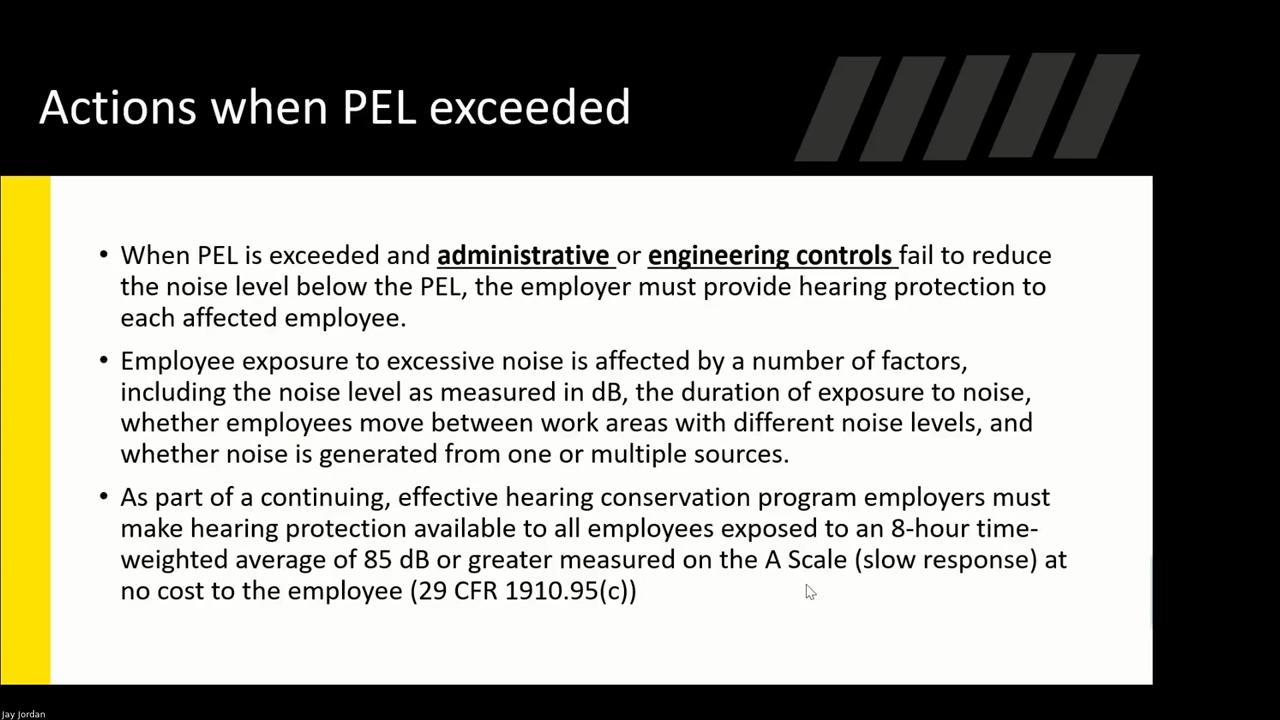 Actions when PEL exceeded
• When PEL is exceeded and administrative or engineering controls fail to reduce
the noise level below the PEL, the employer must provide hearing protection to
each affected employee.
• Employee exposure to excessive noise is affected by a number of factors,
including the noise level as measured in dB, the duration of exposure to noise,
whether employees move between work areas with different noise levels, and
whether noise is generated from one or multiple sources.
• As part of a continuing, effective hearing conservation program employers must
make hearing protection available to all employees exposed to an 8-hour time-
weighted average of 85 dB or greater measured on the A Scale (slow response) at
no cost to the employee (29 CFR 1910.95(c))
Jay Jordan